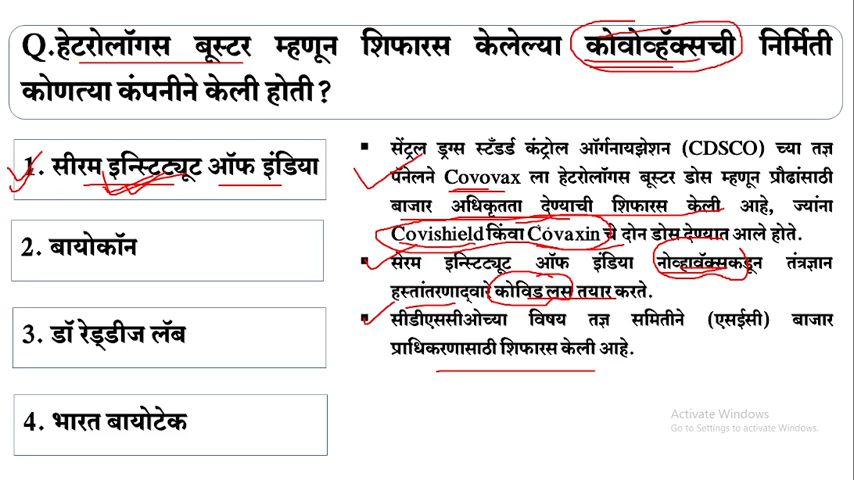 Q.हेटरोलॉगस बूस्टर म्हणून शिफारस केलेल्या कोवोव्हॅक्सची निर्मिती
कोणत्या कंपनीने केली होती?
1. सीरम इन्स्टिट्यूट ऑफ इंडिया
2. बायोकॉन
3. डॉ रेड्डीज लॅब
4. भारत बायोटेक
▪ सेंट्रल ड्रग्स स्टँडर्ड कंट्रोल ऑर्गनायझेशन (CDSCO) च्या तज्ञ
पॅनेलने Covovax ला हेटरोलॉगस बूस्टर डोस म्हणून प्रौढांसाठी
बाजार अधिकृतता देण्याची शिफारस केली आहे, ज्यांना
Covishield किंवा Covaxin चे दोन डोस देण्यात आले होते.
▪ सेरम इन्स्टिट्यूट ऑफ इंडिया नोव्हावॅक्सकडून तंत्रज्ञान
हस्तांतरणाद्वारे कोविड लस तयार करते.
▪ सीडीएससीओच्या विषय तज्ञ समितीने (एसईसी) बाजार
प्राधिकरणासाठी शिफारस केली आहे.
Activate Windows
Go to Settings to activate Windows.